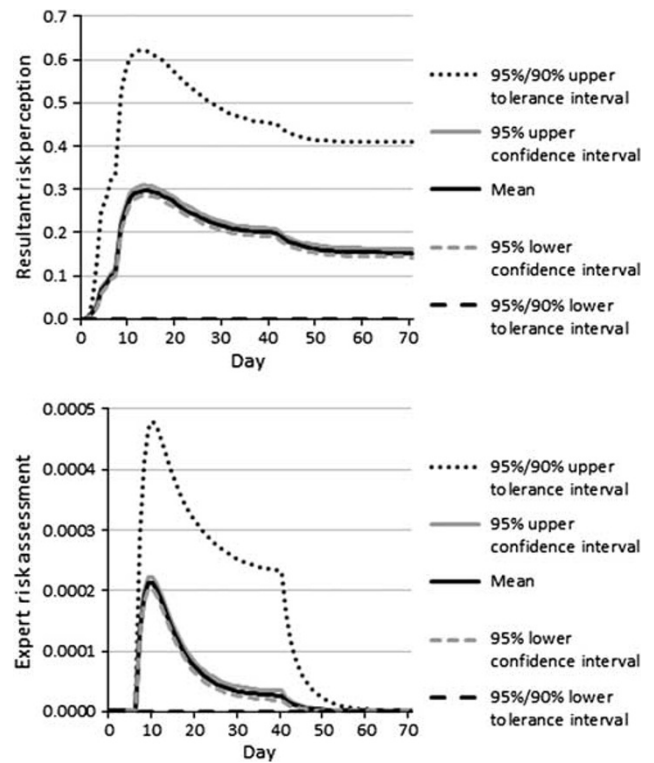 0.7
0.6
0.5
0.4
0.3
0.2
0.1
0.0
Resultant risk perception
0 10 20 30 40 50 60 70
Day
95%/90% upper
tolerance interval
95% upper
confidence interval
Mean
95% lower
confidence interval
95%/90% lower
tolerance interval
0.0005
0.0004
0.0003
0.0002
0.0001
0.0000
Expert risk assessment
0 10 20 30 40 50 60 70
Day
95%/90% upper
tolerance interval
95% upper
confidence interval
Mean
95% lower
confidence interval
95%/90% lower
tolerance interval